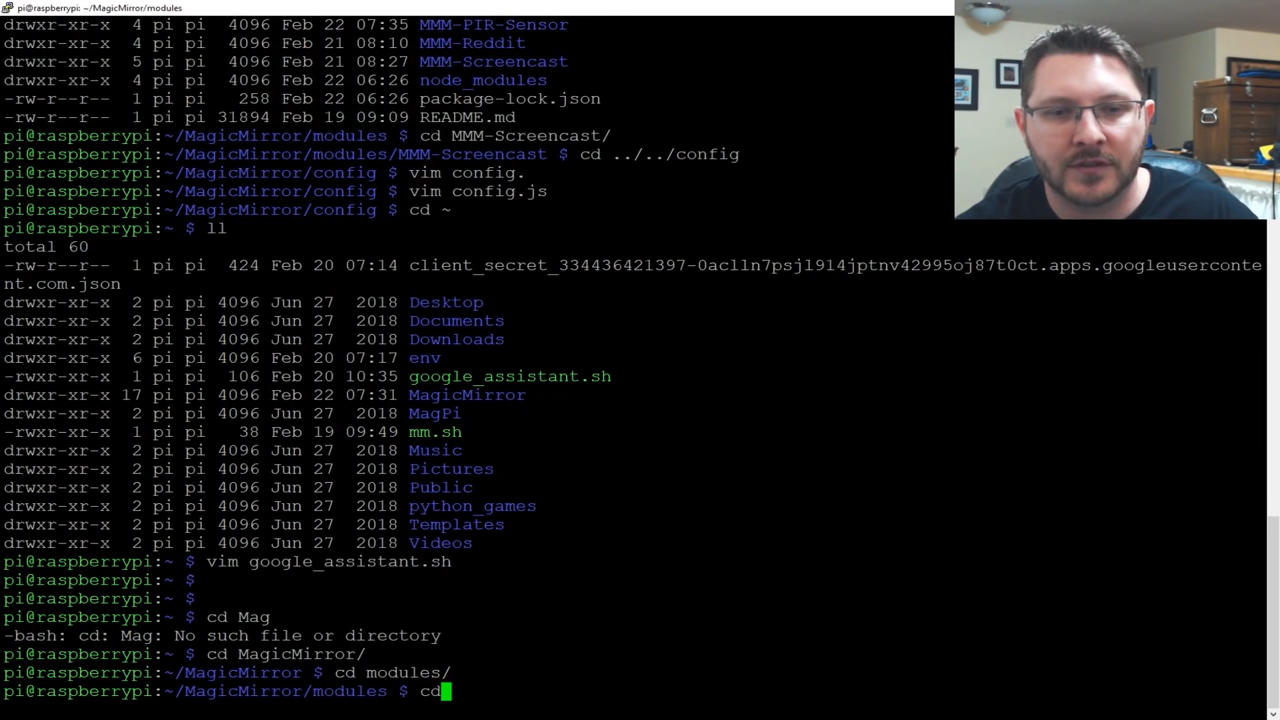 pi@raspberrypi: ~/MagicMirror/modules
drwxr-xr-x  4 pi pi  4096 Feb 22 07:35 MMM-PIR-Sensor
drwxr-xr-x  4 pi pi  4096 Feb 21 08:10 MMM-Reddit
drwxr-xr-x  5 pi pi  4096 Feb 21 08:27 MMM-Screencast
drwxr-xr-x  4 pi pi  4096 Feb 22 06:26 node_modules
-rw-r--r--  1 pi pi   258 Feb 22 06:26 package-lock.json
-rw-r--r--  1 pi pi 31894 Feb 19 09:09 README.md
pi@raspberrypi:~/MagicMirror/modules $ cd MMM-Screencast/
pi@raspberrypi:~/MagicMirror/modules/MMM-Screencast $ cd ../../config
pi@raspberrypi:~/MagicMirror/config $ vim config.
pi@raspberrypi:~/MagicMirror/config $ vim config.js
pi@raspberrypi:~/MagicMirror/config $ cd ~
pi@raspberrypi:~ $ ll
total 60
-rw-r--r--  1 pi pi  424 Feb 20 07:14 client_secret_334436421397-0aclln7psjl914jptnv42995oj87t0ct.apps.googleuserconte
nt.com.json
drwxr-xr-x  2 pi pi 4096 Jun 27  2018 Desktop
drwxr-xr-x  2 pi pi 4096 Jun 27  2018 Documents
drwxr-xr-x  2 pi pi 4096 Jun 27  2018 Downloads
drwxr-xr-x  6 pi pi 4096 Feb 20 07:17 env
-rwxr-xr-x  1 pi pi  106 Feb 20 10:35 google_assistant.sh
drwxr-xr-x 17 pi pi 4096 Feb 22 07:31 MagicMirror
drwxr-xr-x  2 pi pi 4096 Jun 27  2018 MagPi
-rwxr-xr-x  1 pi pi   38 Feb 19 09:49 mm.sh
drwxr-xr-x  2 pi pi 4096 Jun 27  2018 Music
drwxr-xr-x  2 pi pi 4096 Jun 27  2018 Pictures
drwxr-xr-x  2 pi pi 4096 Jun 27  2018 Public
drwxr-xr-x  2 pi pi 4096 Jun 27  2018 python_games
drwxr-xr-x  2 pi pi 4096 Jun 27  2018 Templates
drwxr-xr-x  2 pi pi 4096 Jun 27  2018 Videos
pi@raspberrypi:~ $ vim google_assistant.sh
pi@raspberrypi:~ $
pi@raspberrypi:~ $
pi@raspberrypi:~ $ cd Mag
-bash: cd: Mag: No such file or directory
pi@raspberrypi:~ $ cd MagicMirror/
pi@raspberrypi:~/MagicMirror $ cd modules/
pi@raspberrypi:~/MagicMirror/modules $ cd